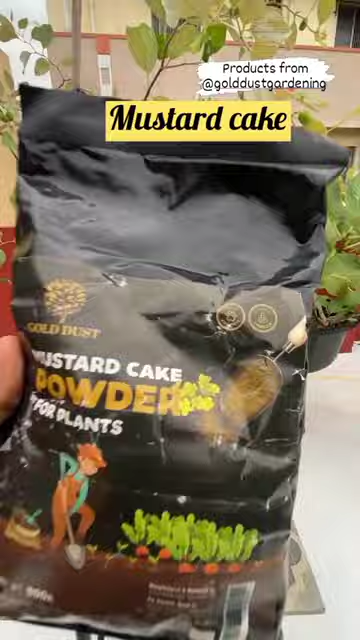 Products from
@golddustgardening
Mustard cake
GOLD DUST
MUSTARD CAKE
POWDER
FOR PLANTS